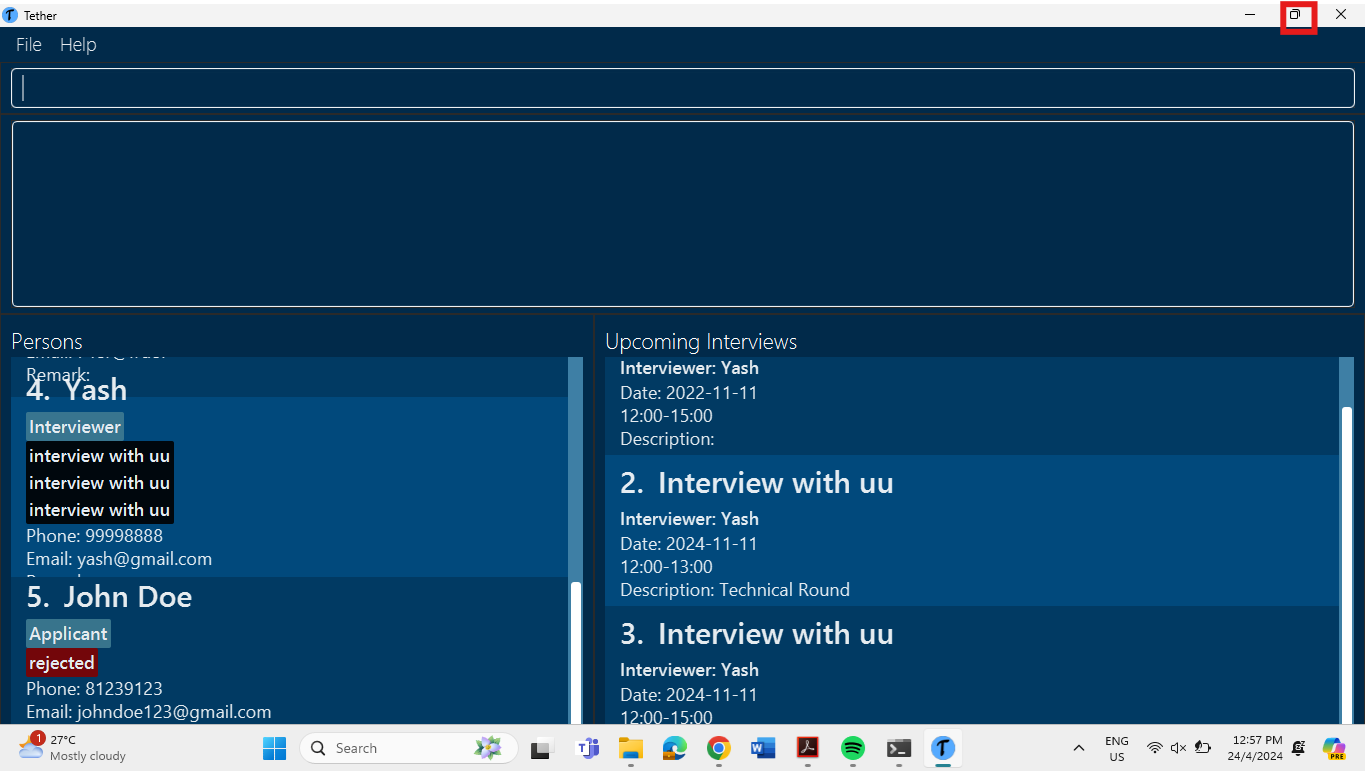 Tether
File Help
Persons
Remark:
4. Yash
Interviewer
interview with uu
interview with uu
interview with uu
Phone: 99998888
Email: yash@gmail.com
5. John Doe
Applicant
rejected
Phone: 81239123
Email: johndoe123@gmail.com
Upcoming Interviews
Interviewer: Yash
Date: 2022-11-11
12:00-15:00
Description:
2. Interview with uu
Interviewer: Yash
Date: 2024-11-11
12:00-13:00
Description: Technical Round
3. Interview with uu
Interviewer: Yash
Date: 2024-11-11
12:00-15:00
1
27°C
Mostly cloudy
Search
ENG
US
12:57 PM
24/4/2024
PRE